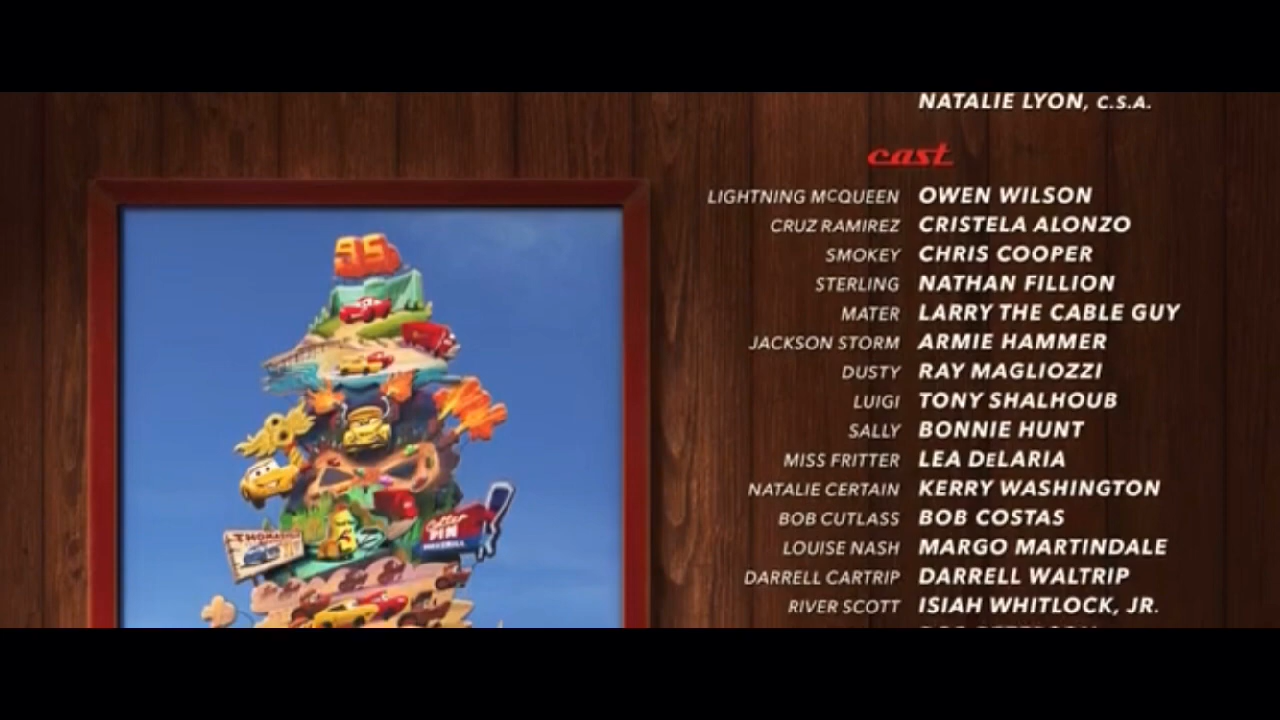 NATALIE LYON, C.S.A.
cast
LIGHTNING McQUEEN OWEN WILSON
CRUZ RAMIREZ CRISTELA ALONZO
SMOKEY CHRIS COOPER
STERLING NATHAN FILLION
MATER LARRY THE CABLE GUY
JACKSON STORM ARMIE HAMMER
DUSTY RAY MAGLIOZZI
LUIGI TONY SHALHOUB
SALLY BONNIE HUNT
MISS FRITTER LEA DeLARIA
NATALIE CERTAIN KERRY WASHINGTON
BOB CUTLASS BOB COSTAS
LOUISE NASH MARGO MARTINDALE
DARRELL CARTRIP DARRELL WALTRIP
RIVER SCOTT ISIAH WHITLOCK, JR.
95
THOMASVILLE
Cotter
PIN